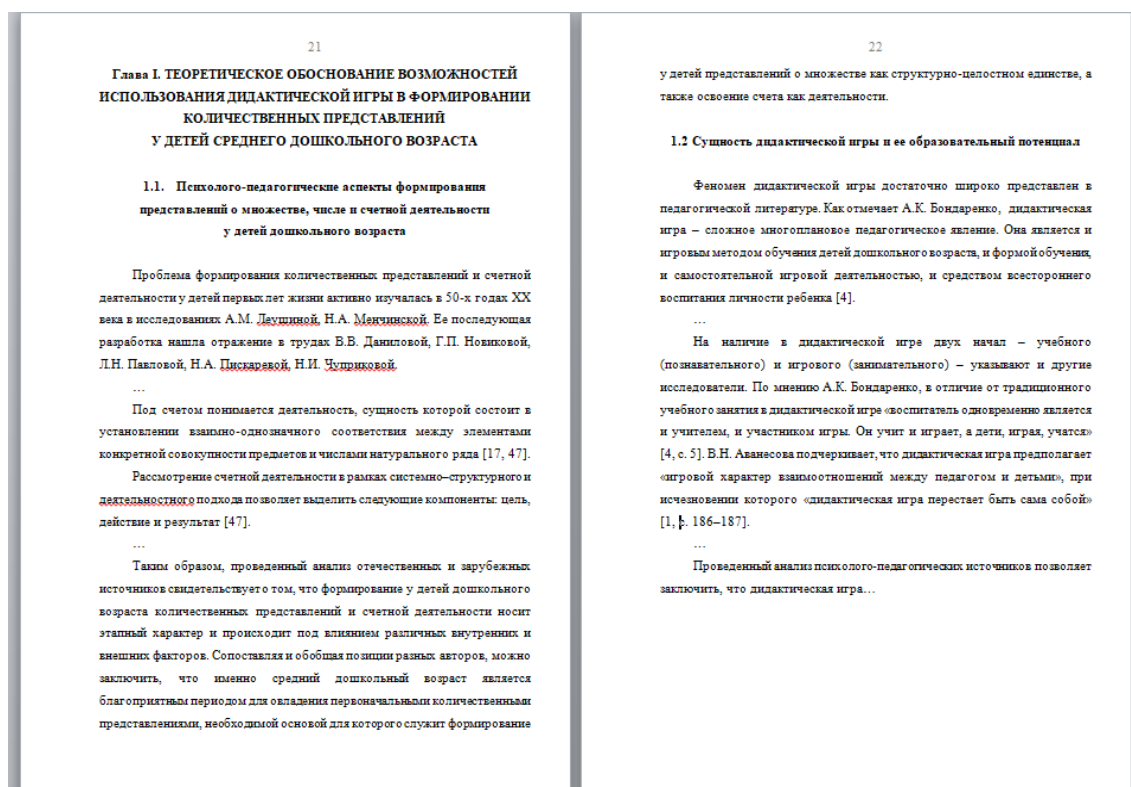 21
Глава I. ТЕОРЕТИЧЕСКОЕ ОБОСНОВАНИЕ ВОЗМОЖНОСТЕЙ
ИСПОЛЬЗОВАНИЯ ДИДАКТИЧЕСКОЙ ИГРЫ В ФОРМИРОВАНИИ
КОЛИЧЕСТВЕННЫХ ПРЕДСТАВЛЕНИЙ
У ДЕТЕЙ СРЕДНЕГО ДОШКОЛЬНОГО ВОЗРАСТА
1.1. Психолого-педагогические аспекты формирования
представлений о множестве, числе и счетной деятельности
у детей дошкольного возраста
Проблема формирования количественных представлений и счетной
деятельности у детей первых лет жизни активно изучалась в 50-х годах XX
века в исследованиях А.М. Леушиной, Н.А. Менчинской. Ее последующая
разработка нашла отражение в трудах В.В. Даниловой, Г.П. Новиковой,
Л.Н. Павловой, Н.А. Пискаревой, Н.И. Чуприковой.
…
Под счетом понимается деятельность, сущность которой состоит в
установлении взаимно-однозначного соответствия между элементами
конкретной совокупности предметов и числами натурального ряда [17, 47].
Рассмотрение счетной деятельности в рамках системно–структурного и
деятельностного подхода позволяет выделить следующие компоненты: цель,
действие и результат [47].
…
Таким образом, проведенный анализ отечественных и зарубежных
источников свидетельствует о том, что формирование у детей дошкольного
возраста количественных представлений и счетной деятельности носит
этапный характер и происходит под влиянием различных внутренних и
внешних факторов. Сопоставляя и обобщая позиции разных авторов, можно
заключить, что именно средний дошкольный возраст является
благоприятным периодом для овладения первоначальными количественными
представлениями, необходимой основой для которого служит формирование
22
у детей представлений о множестве как структурно-целостном единстве, а
также освоение счета как деятельности.
1.2 Сущность дидактической игры и ее образовательный потенциал
Феномен дидактической игры достаточно широко представлен в
педагогической литературе. Как отмечает А.К. Бондаренко, дидактическая
игра – сложное многоплановое педагогическое явление. Она является и
игровым методом обучения детей дошкольного возраста, и формой обучения,
и самостоятельной игровой деятельностью, и средством всестороннего
воспитания личности ребенка [4].
…
На наличие в дидактической игре двух начал – учебного
(познавательного) и игрового (занимательного) – указывают и другие
исследователи. По мнению А.К. Бондаренко, в отличие от традиционного
учебного занятия в дидактической игре «воспитатель одновременно является
и учителем, и участником игры. Он учит и играет, а дети, играя, учатся»
[4, с. 5]. В.Н. Аванесова подчеркивает, что дидактическая игра предполагает
«игровой характер взаимоотношений между педагогом и детьми», при
исчезновении которого «дидактическая игра перестает быть сама собой»
[1, с. 186–187].
…
Проведенный анализ психолого-педагогических источников позволяет
заключить, что дидактическая игра…